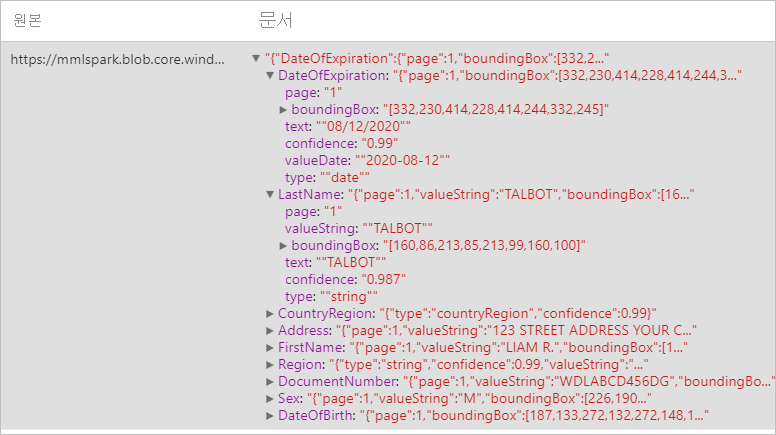 원본 문서
https://mmlspark.blob.core.wind... "{"DateOfExpiration":{"page":1,"boundingBox":[332,2..."
DateOfExpiration: "{"page":1,"boundingBox":[332,230,414,228,414,244,3..."
page: "1"
boundingBox: "[332,230,414,228,414,244,332,245]"
text: ""08/12/2020""
confidence: "0.99"
valueDate: ""2020-08-12""
type: ""date""
LastName: "{"page":1,"valueString":"TALBOT","boundingBox":[16..."
page: "1"
valueString: ""TALBOT""
boundingBox: "[160,86,213,85,213,99,160,100]"
text: ""TALBOT""
confidence: "0.987"
type: ""string""
CountryRegion: "{"type":"countryRegion","confidence":0.99}"
Address: "{"page":1,"valueString":"123 STREET ADDRESS YOUR C..."
FirstName: "{"page":1,"valueString":"LIAM R.","boundingBox":[1..."
Region: "{"type":"string","confidence":0.99,"valueString":"..."
DocumentNumber: "{"page":1,"valueString":"WDLABCD456DG","boundingBo..."
Sex: "{"page":1,"valueString":"M","boundingBox":[226,190..."
DateOfBirth: "{"page":1,"boundingBox":[187,133,272,132,272,148,1..."